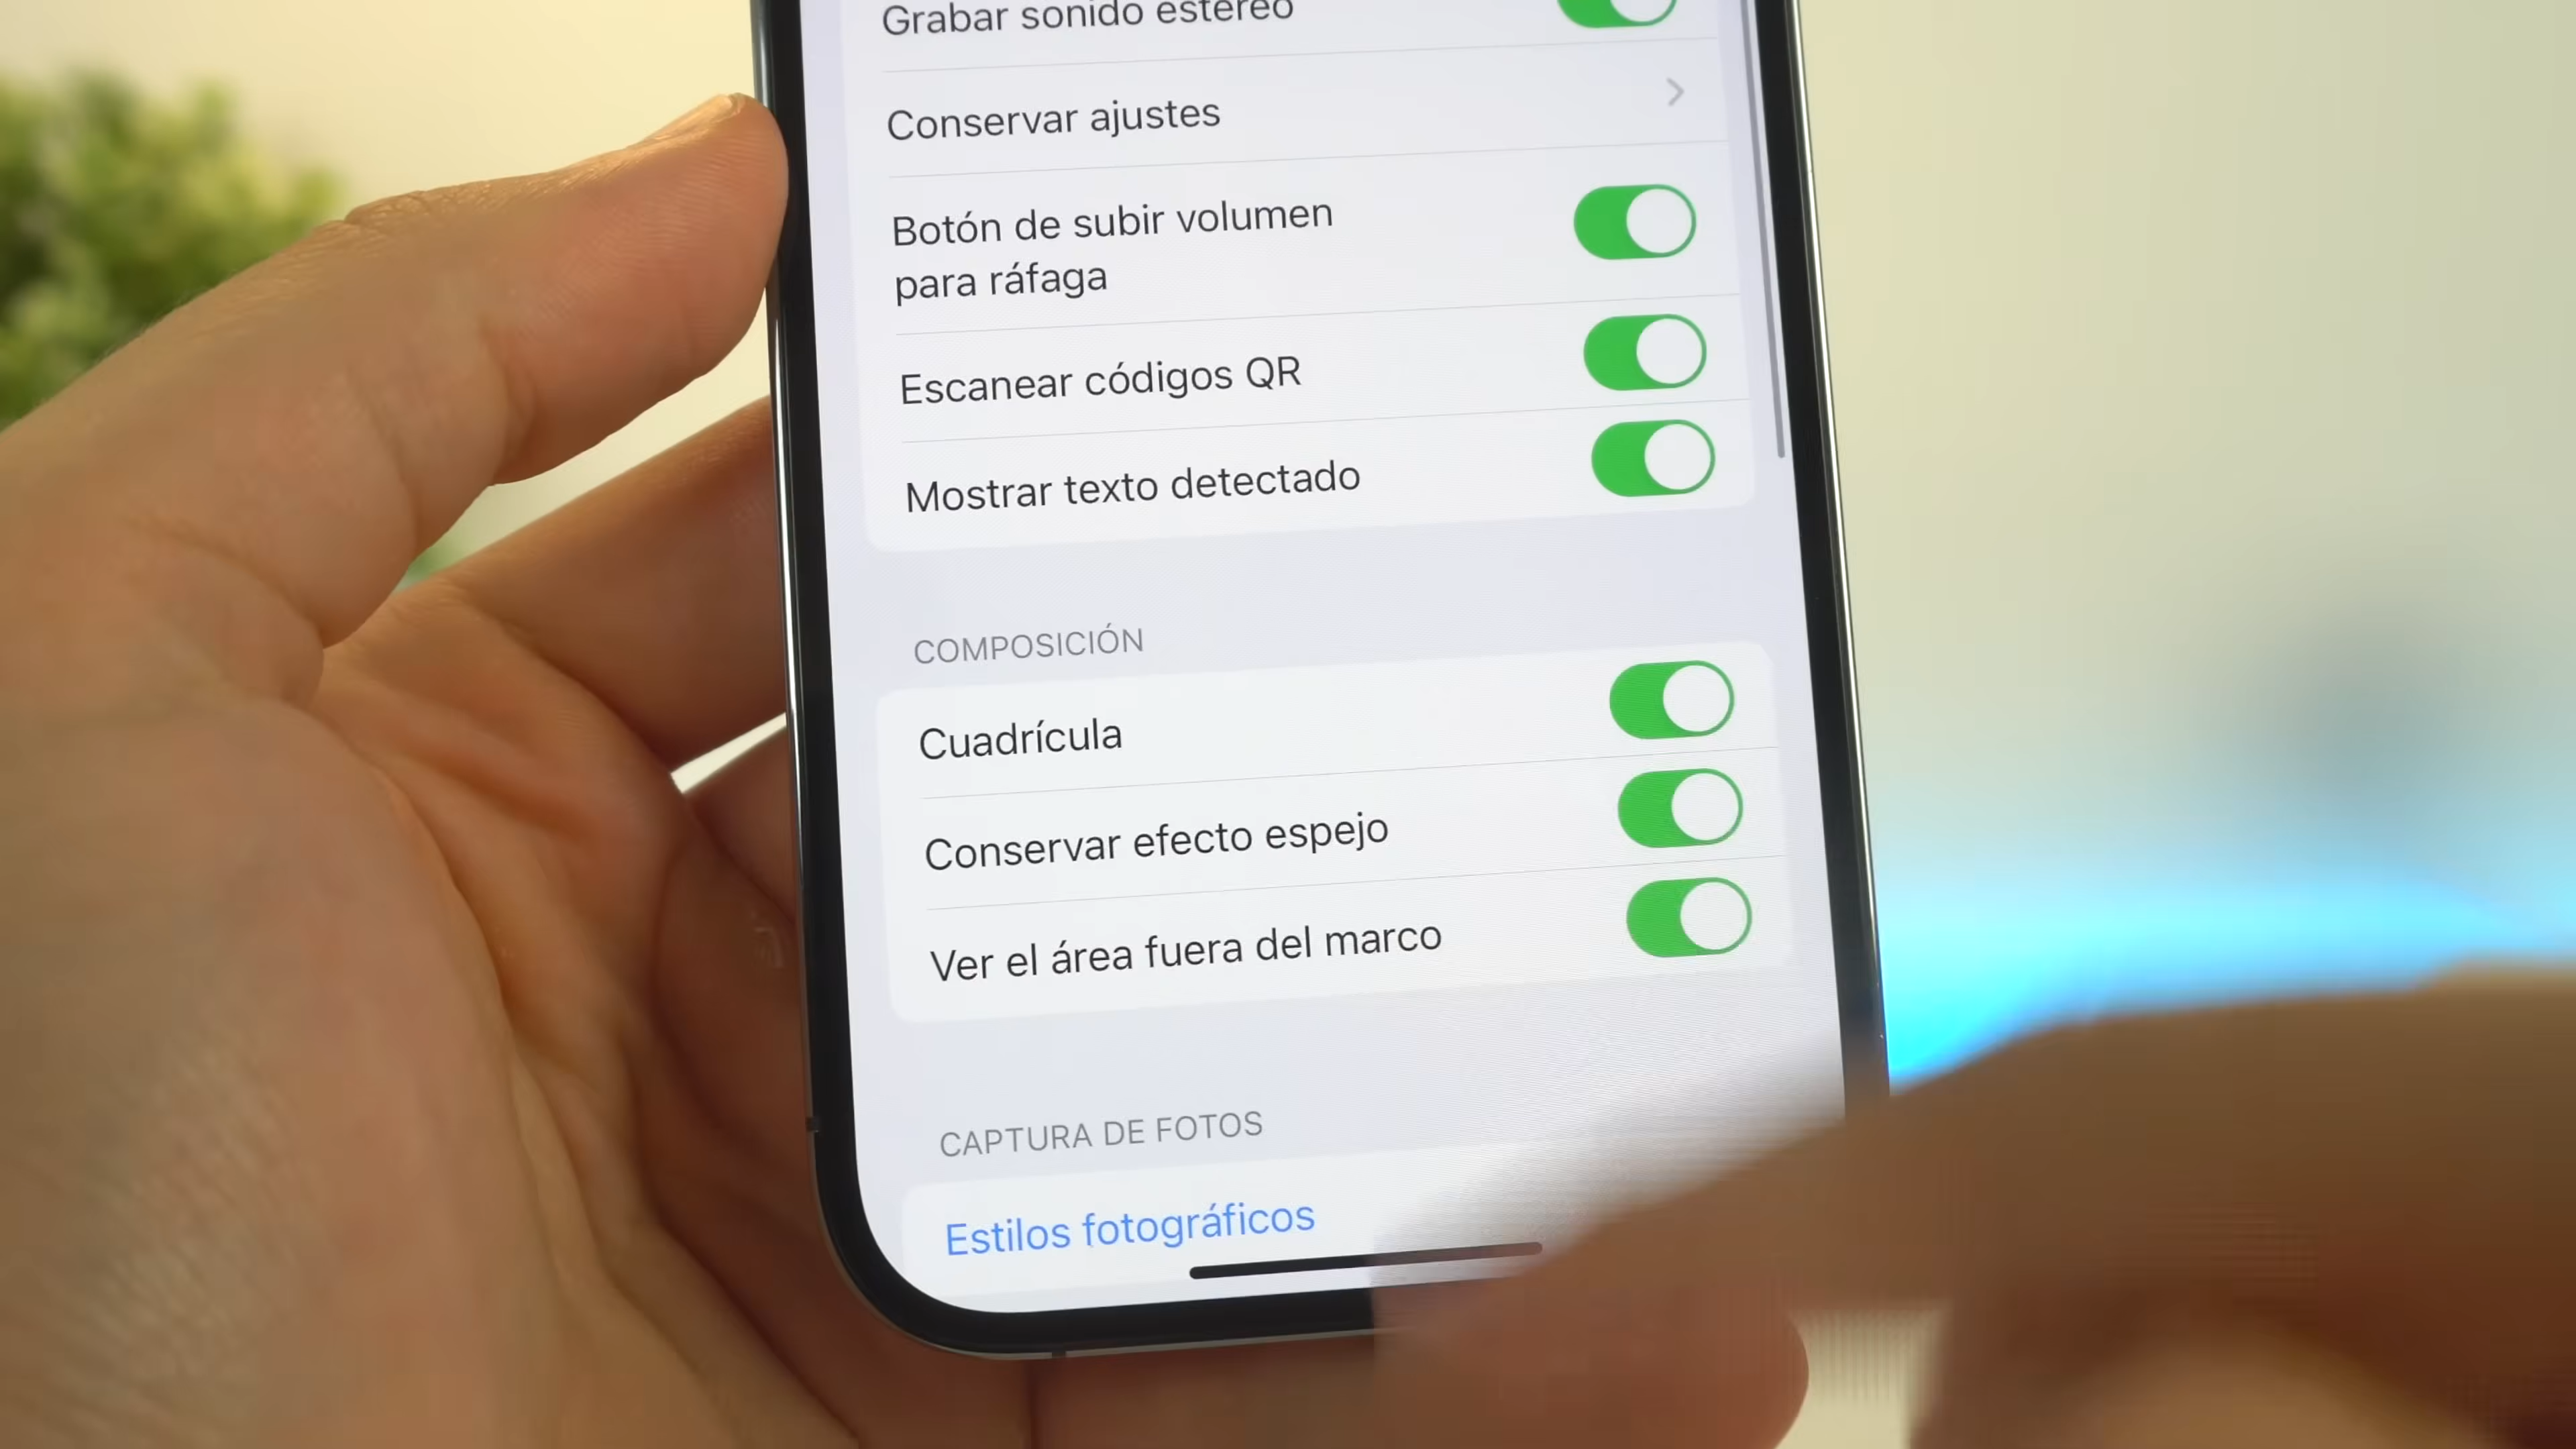 Grabar sonido estéreo
Conservar ajustes
Botón de subir volumen
para ráfaga
Escanear códigos QR
Mostrar texto detectado
COMPOSICIÓN
Cuadrícula
Conservar efecto espejo
Ver el área fuera del marco
CAPTURA DE FOTOS
Estilos fotográficos